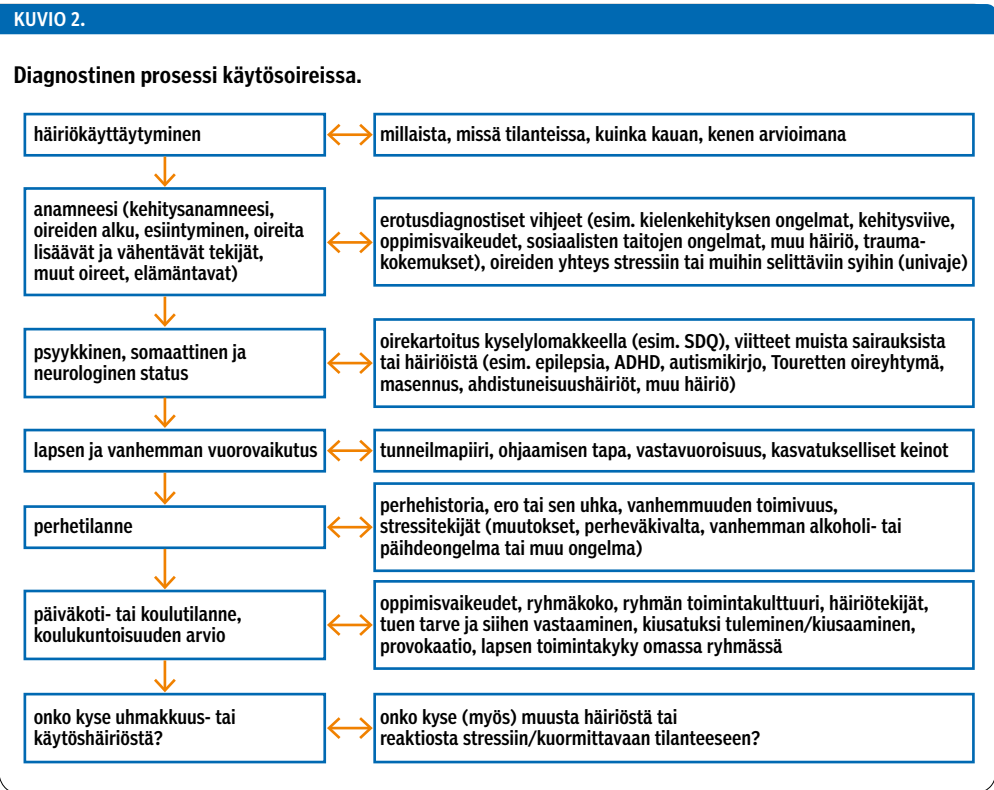 KUVIO 2.
Diagnostinen prosessi käytösoireissa.
häiriökäyttäytyminen
millaista, missä tilanteissa, kuinka kauan, kenen arvioimana
anamneesi (kehitysanamneesi,
oireiden alku, esiintyminen, oireita
lisäävät ja vähentävät tekijät,
muut oireet, elämäntavat)
erotusdiagnostiset vihjeet (esim. kielenkehityksen ongelmat, kehitysviive,
oppimisvaikeudet, sosiaalisten taitojen ongelmat, muu häiriö, trauma-
kokemukset), oireiden yhteys stressiin tai muihin selittäviin syihin (univaje)
psyykkinen, somaattinen ja
neurologinen status
oirekartoitus kyselylomakkeella (esim. SDQ), viitteet muista sairauksista
tai häiriöistä (esim. epilepsia, ADHD, autismikirjo, Touretten oireyhtymä,
masennus, ahdistuneisuushäiriöt, muu häiriö)
lapsen ja vanhemman vuorovaikutus
tunneilmapiiri, ohjaamisen tapa, vastavuoroisuus, kasvatukselliset keinot
perhetilanne
perhehistoria, ero tai sen uhka, vanhemmuuden toimivuus,
stressitekijät (muutokset, perheväkivalta, vanhemman alkoholi- tai
päihdeongelma tai muu ongelma)
päiväkoti- tai koulutilanne,
koulukuntoisuuden arvio
oppimisvaikeudet, ryhmäkoko, ryhmän toimintakulttuuri, häiriötekijät,
tuen tarve ja siihen vastaaminen, kiusatuksi tuleminen/kiusaaminen,
provokaatio, lapsen toimintakyky omassa ryhmässä
onko kyse uhmakkuus- tai
käytöshäiriöstä?
onko kyse (myös) muusta häiriöstä tai
reaktiosta stressiin/kuormittavaan tilanteeseen?